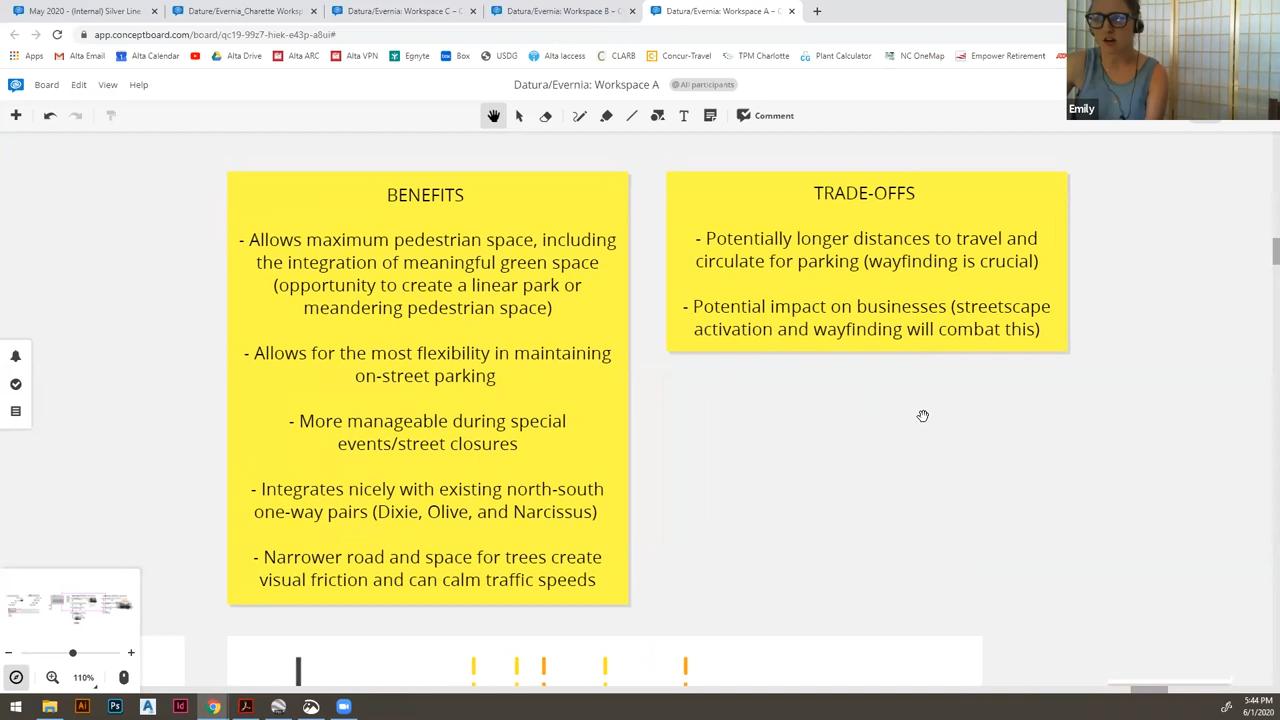 May 2020 - (Internal) Silver Line
Datura/Evernia_Charette Worksp
Datura/Evernia: Workspace C –
Datura/Evernia: Workspace B –
Datura/Evernia: Workspace A –
app.conceptboard.com/board/qc19-99z7-hiek-e43p-a8ui#
Apps
Alta Email
Alta Calendar
Alta ARC
Alta VPN
Egnyte
Box
USDG
Alta Iaccess
CLARB
Concur-Travel
TPM Charlotte
Plant Calculator
NC OneMap
Empower Retirement
Emily
Board
Edit
View
Help
Datura/Evernia: Workspace A
All participants
Comment
BENEFITS
- Allows maximum pedestrian space, including
the integration of meaningful green space
(opportunity to create a linear park or
meandering pedestrian space)
- Allows for the most flexibility in maintaining
on-street parking
- More manageable during special
events/street closures
- Integrates nicely with existing north-south
one-way pairs (Dixie, Olive, and Narcissus)
- Narrower road and space for trees create
visual friction and can calm traffic speeds
TRADE-OFFS
- Potentially longer distances to travel and
circulate for parking (wayfinding is crucial)
- Potential impact on businesses (streetscape
activation and wayfinding will combat this)
110%
5:44 PM
6/1/2020